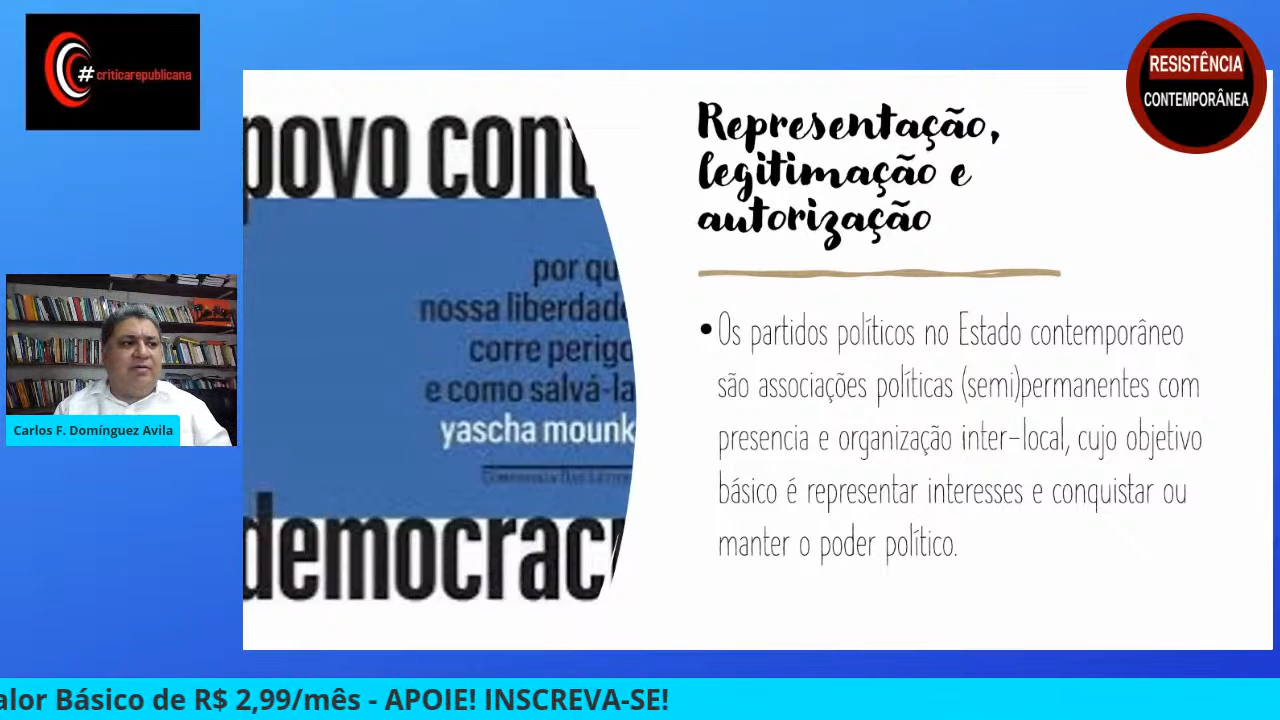 #criticarepublicana
RESISTÊNCIA
CONTEMPORÂNEA
povo cont
por qu
nossa liberdade
corre perigo
e como salvá-la
yascha mounk
democrac
Representação,
legitimação e
autorização
• Os partidos políticos no Estado contemporâneo
são associações políticas (semi)permanentes com
presencia e organização inter-local, cujo objetivo
básico é representar interesses e conquistar ou
manter o poder político.
Carlos F. Domínguez Avila
alor Básico de R$ 2,99/mês - APOIE! INSCREVA-SE!